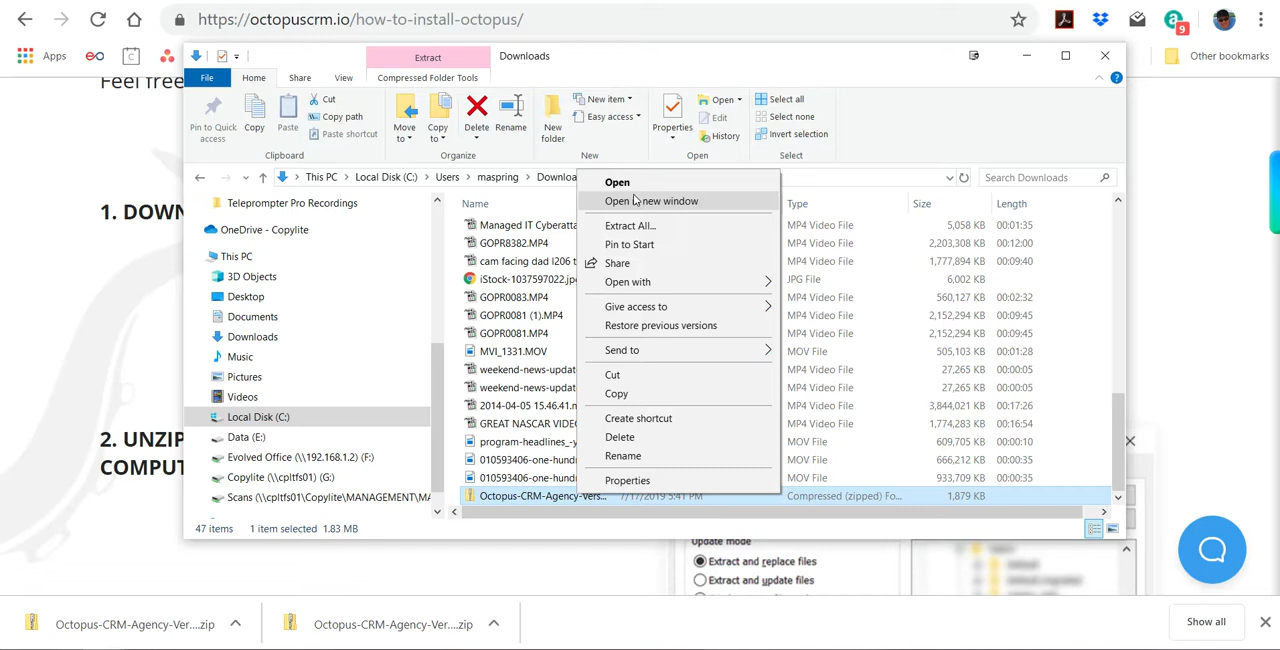 https://octopuscrm.io/how-to-install-octopus/
9
Apps
Other bookmarks
Feel free
Extract
Downloads
File
Home
Share
View
Compressed Folder Tools
Pin to Quick access
Copy
Paste
Cut
Copy path
Paste shortcut
Clipboard
Move to
Copy to
Delete
Rename
Organize
New folder
New item
Easy access
New
Properties
Open
Edit
History
Open
Select all
Select none
Invert selection
Select
This PC > Local Disk (C:) > Users > maspring > Downloa
Search Downloads
Name
Type
Size
Length
Teleprompter Pro Recordings
OneDrive - Copylite
This PC
3D Objects
Desktop
Documents
Downloads
Music
Pictures
Videos
Local Disk (C:)
Data (E:)
Evolved Office (\\192.168.1.2) (F:)
Copylite (\\cpltfs01) (G:)
Scans (\\cpltfs01\Copylite\MANAGEMENT\MA
Managed IT Cyberatta MP4 Video File 5,058 KB 00:01:35
GOPR8382.MP4 MP4 Video File 2,203,308 KB 00:12:00
cam facing dad I206 t MP4 Video File 1,777,894 KB 00:09:40
iStock-1037597022.jp JPG File 6,002 KB
GOPR0083.MP4 MP4 Video File 560,127 KB 00:02:32
GOPR0081 (1).MP4 MP4 Video File 2,152,294 KB 00:09:45
GOPR0081.MP4 MP4 Video File 2,152,294 KB 00:09:45
MVI_1331.MOV MOV File 505,103 KB 00:01:28
weekend-news-updat MP4 Video File 27,265 KB 00:00:05
weekend-news-updat MP4 Video File 27,265 KB 00:00:05
2014-04-05 15.46.41.m MP4 Video File 3,844,021 KB 00:17:26
GREAT NASCAR VIDEO MP4 Video File 1,774,283 KB 00:16:54
program-headlines_-y MOV File 609,705 KB 00:00:10
010593406-one-hundr MOV File 666,212 KB 00:00:35
010593406-one-hundr MOV File 933,709 KB 00:00:35
Octopus-CRM-Agency-Vers... 7/17/2019 5:41 PM Compressed (zipped) Fo... 1,879 KB
Open
Open new window
Extract All...
Pin to Start
Share
Open with
Give access to
Restore previous versions
Send to
Cut
Copy
Create shortcut
Delete
Rename
Properties
47 items 1 item selected 1.83 MB
1. DOWN
2. UNZIP
COMPUT
Update mode
Extract and replace files
Extract and update files
Octopus-CRM-Agency-Ver....zip
Octopus-CRM-Agency-Ver....zip
Show all